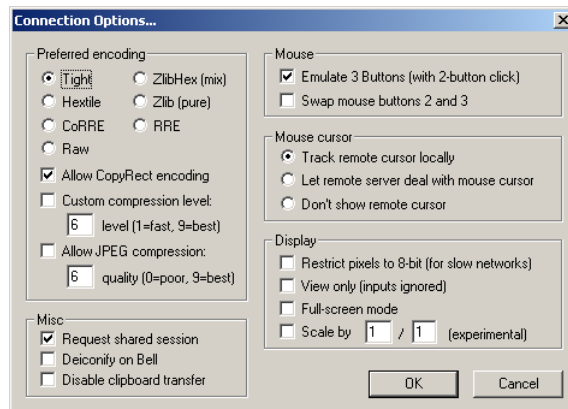 Connection Options...
Preferred encoding
Tight
ZlibHex (mix)
Hextile
Zlib (pure)
CoRRE
RRE
Raw
Allow CopyRect encoding
Custom compression level:
6 level (1=fast, 9=best)
Allow JPEG compression:
6 quality (0=poor, 9=best)
Misc
Request shared session
Deiconify on Bell
Disable clipboard transfer
Mouse
Emulate 3 Buttons (with 2-button click)
Swap mouse buttons 2 and 3
Mouse cursor
Track remote cursor locally
Let remote server deal with mouse cursor
Don't show remote cursor
Display
Restrict pixels to 8-bit (for slow networks)
View only (inputs ignored)
Full-screen mode
Scale by 1 / 1 (experimental)
OK
Cancel